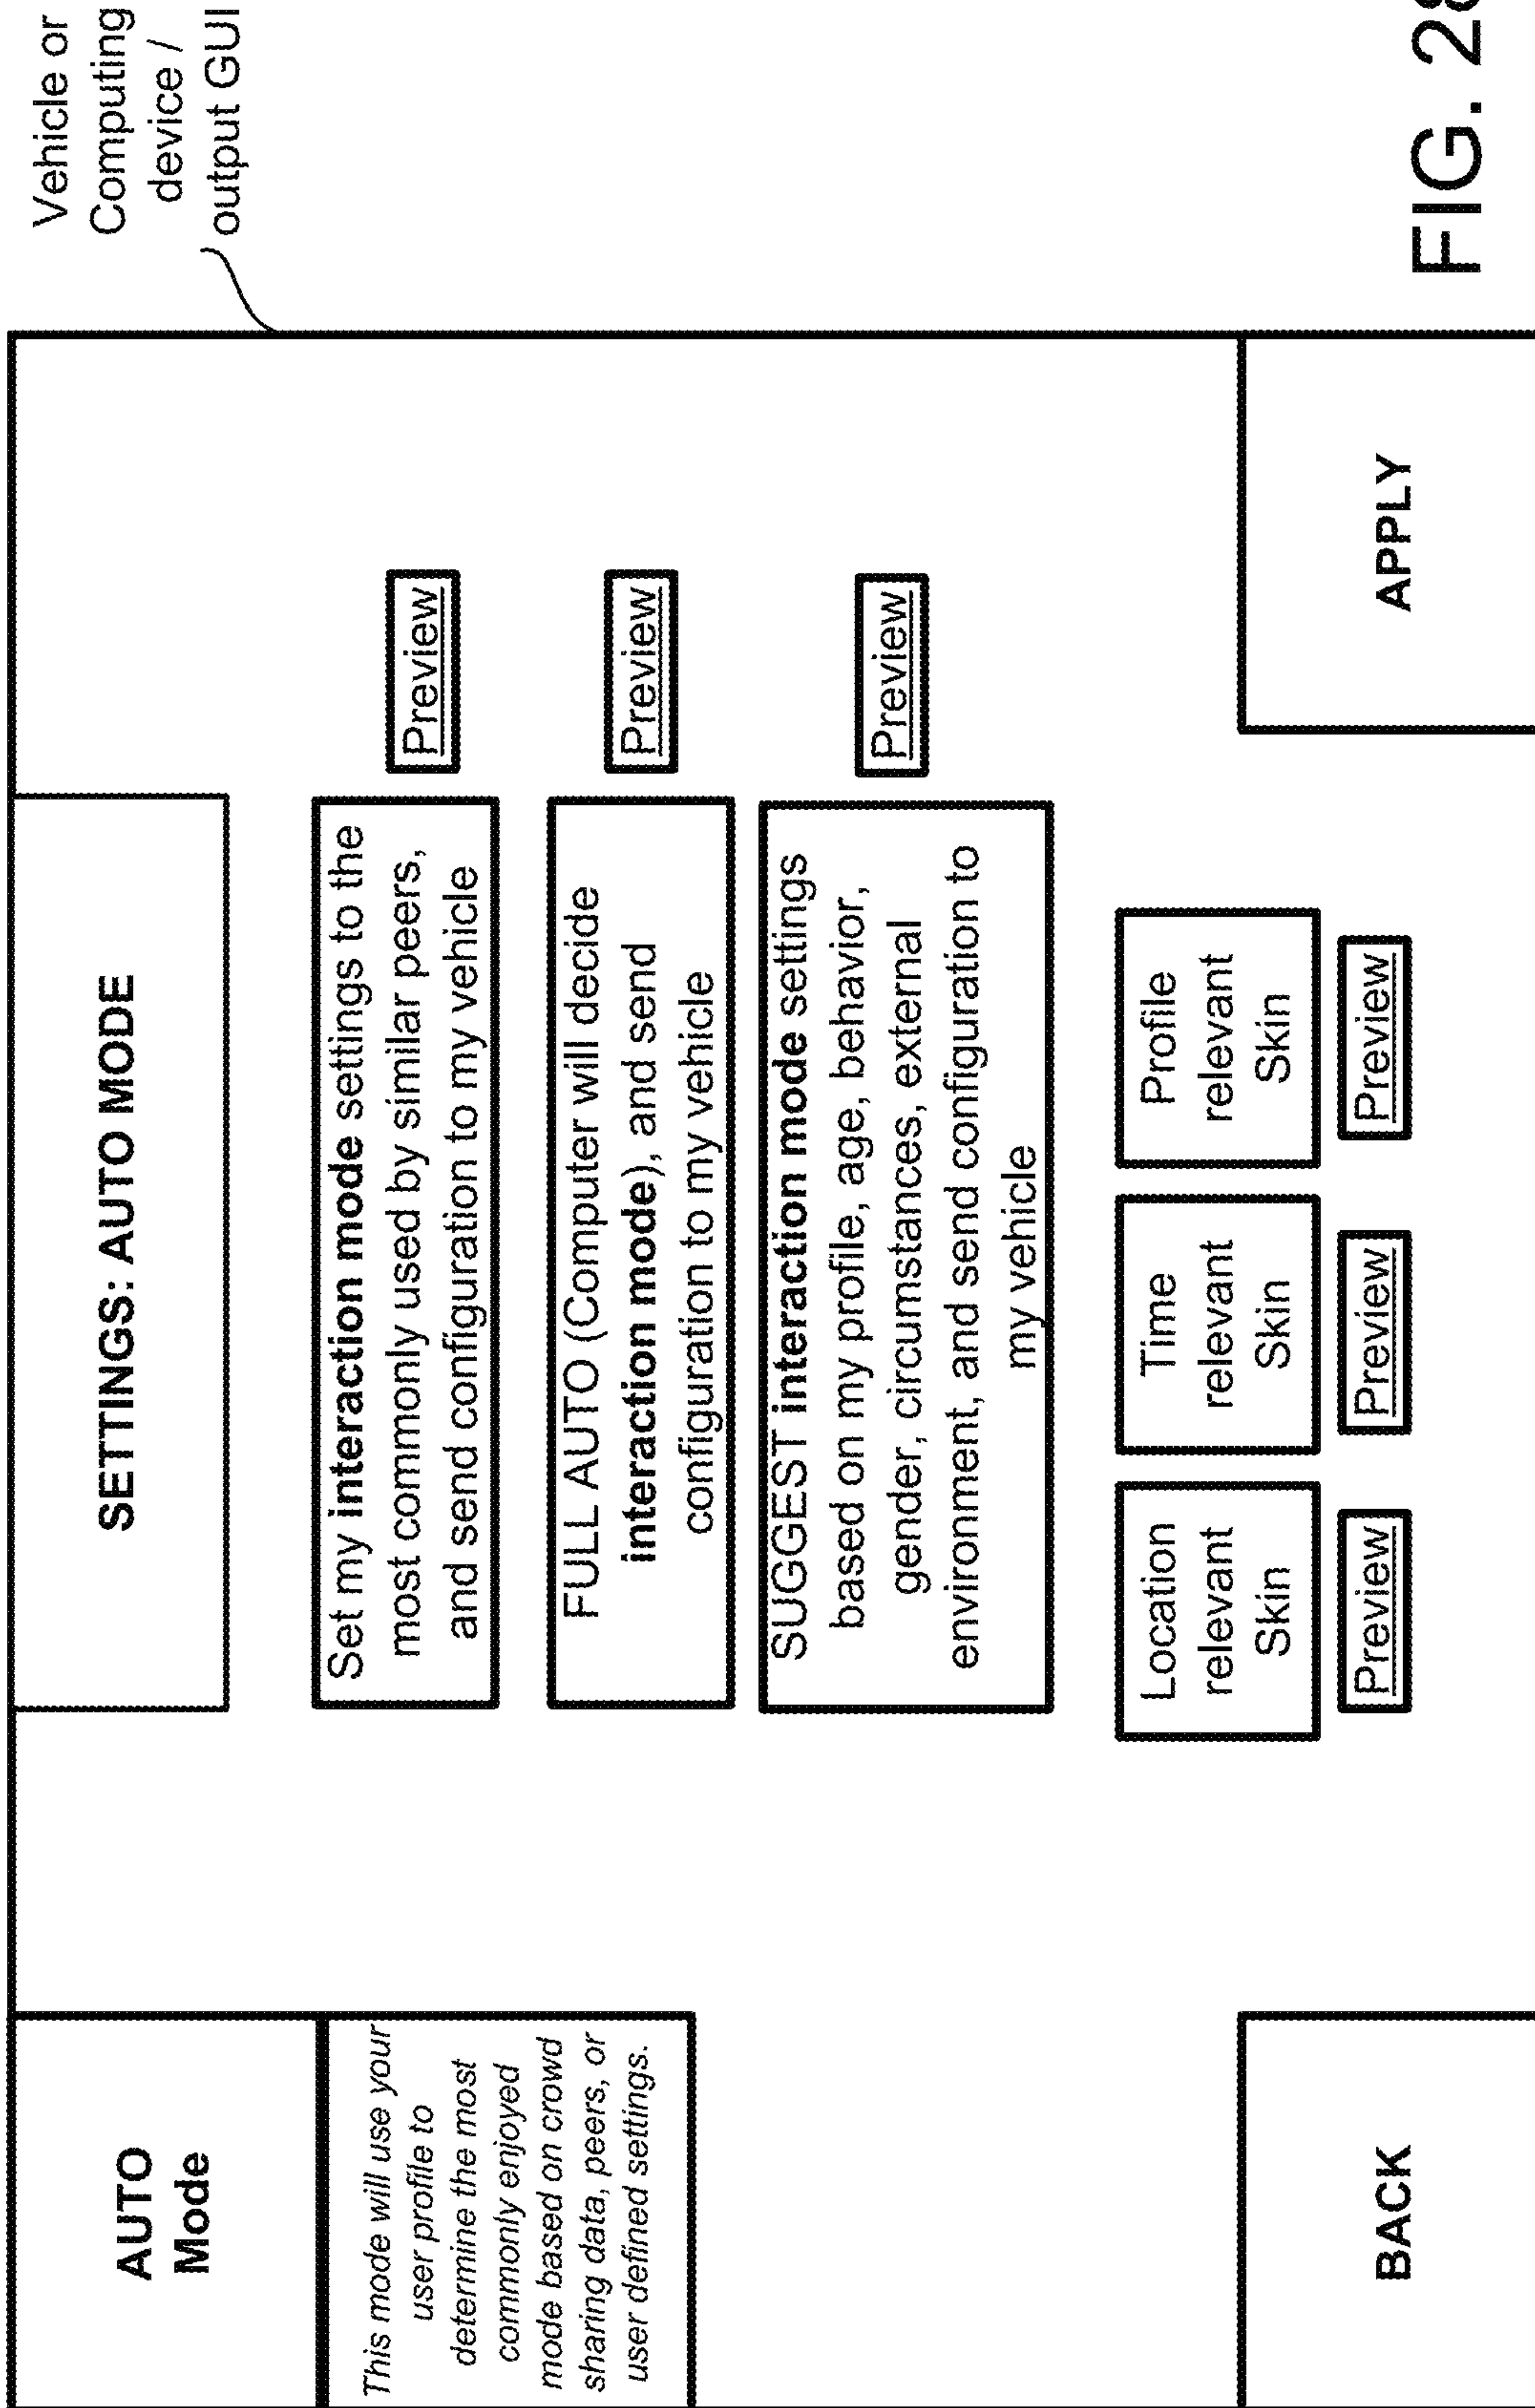 Vehicle or
Computing
device /
output GUI
AUTO
Mode
This mode will use your
user profile to
determine the most
commonly enjoyed
mode based on crowd
sharing data, peers, or
user defined settings.
SETTINGS: AUTO MODE
Set my interaction mode settings to the
most commonly used by similar peers,
and send configuration to my vehicle
Preview
FULL AUTO (Computer will decide
interaction mode), and send
configuration to my vehicle
Preview
SUGGEST interaction mode settings
based on my profile, age, behavior,
gender, circumstances, external
environment, and send configuration to
my vehicle
Preview
Location
relevant
Skin
Preview
Time
relevant
Skin
Preview
Profile
relevant
Skin
Preview
BACK
APPLY
FIG. 28